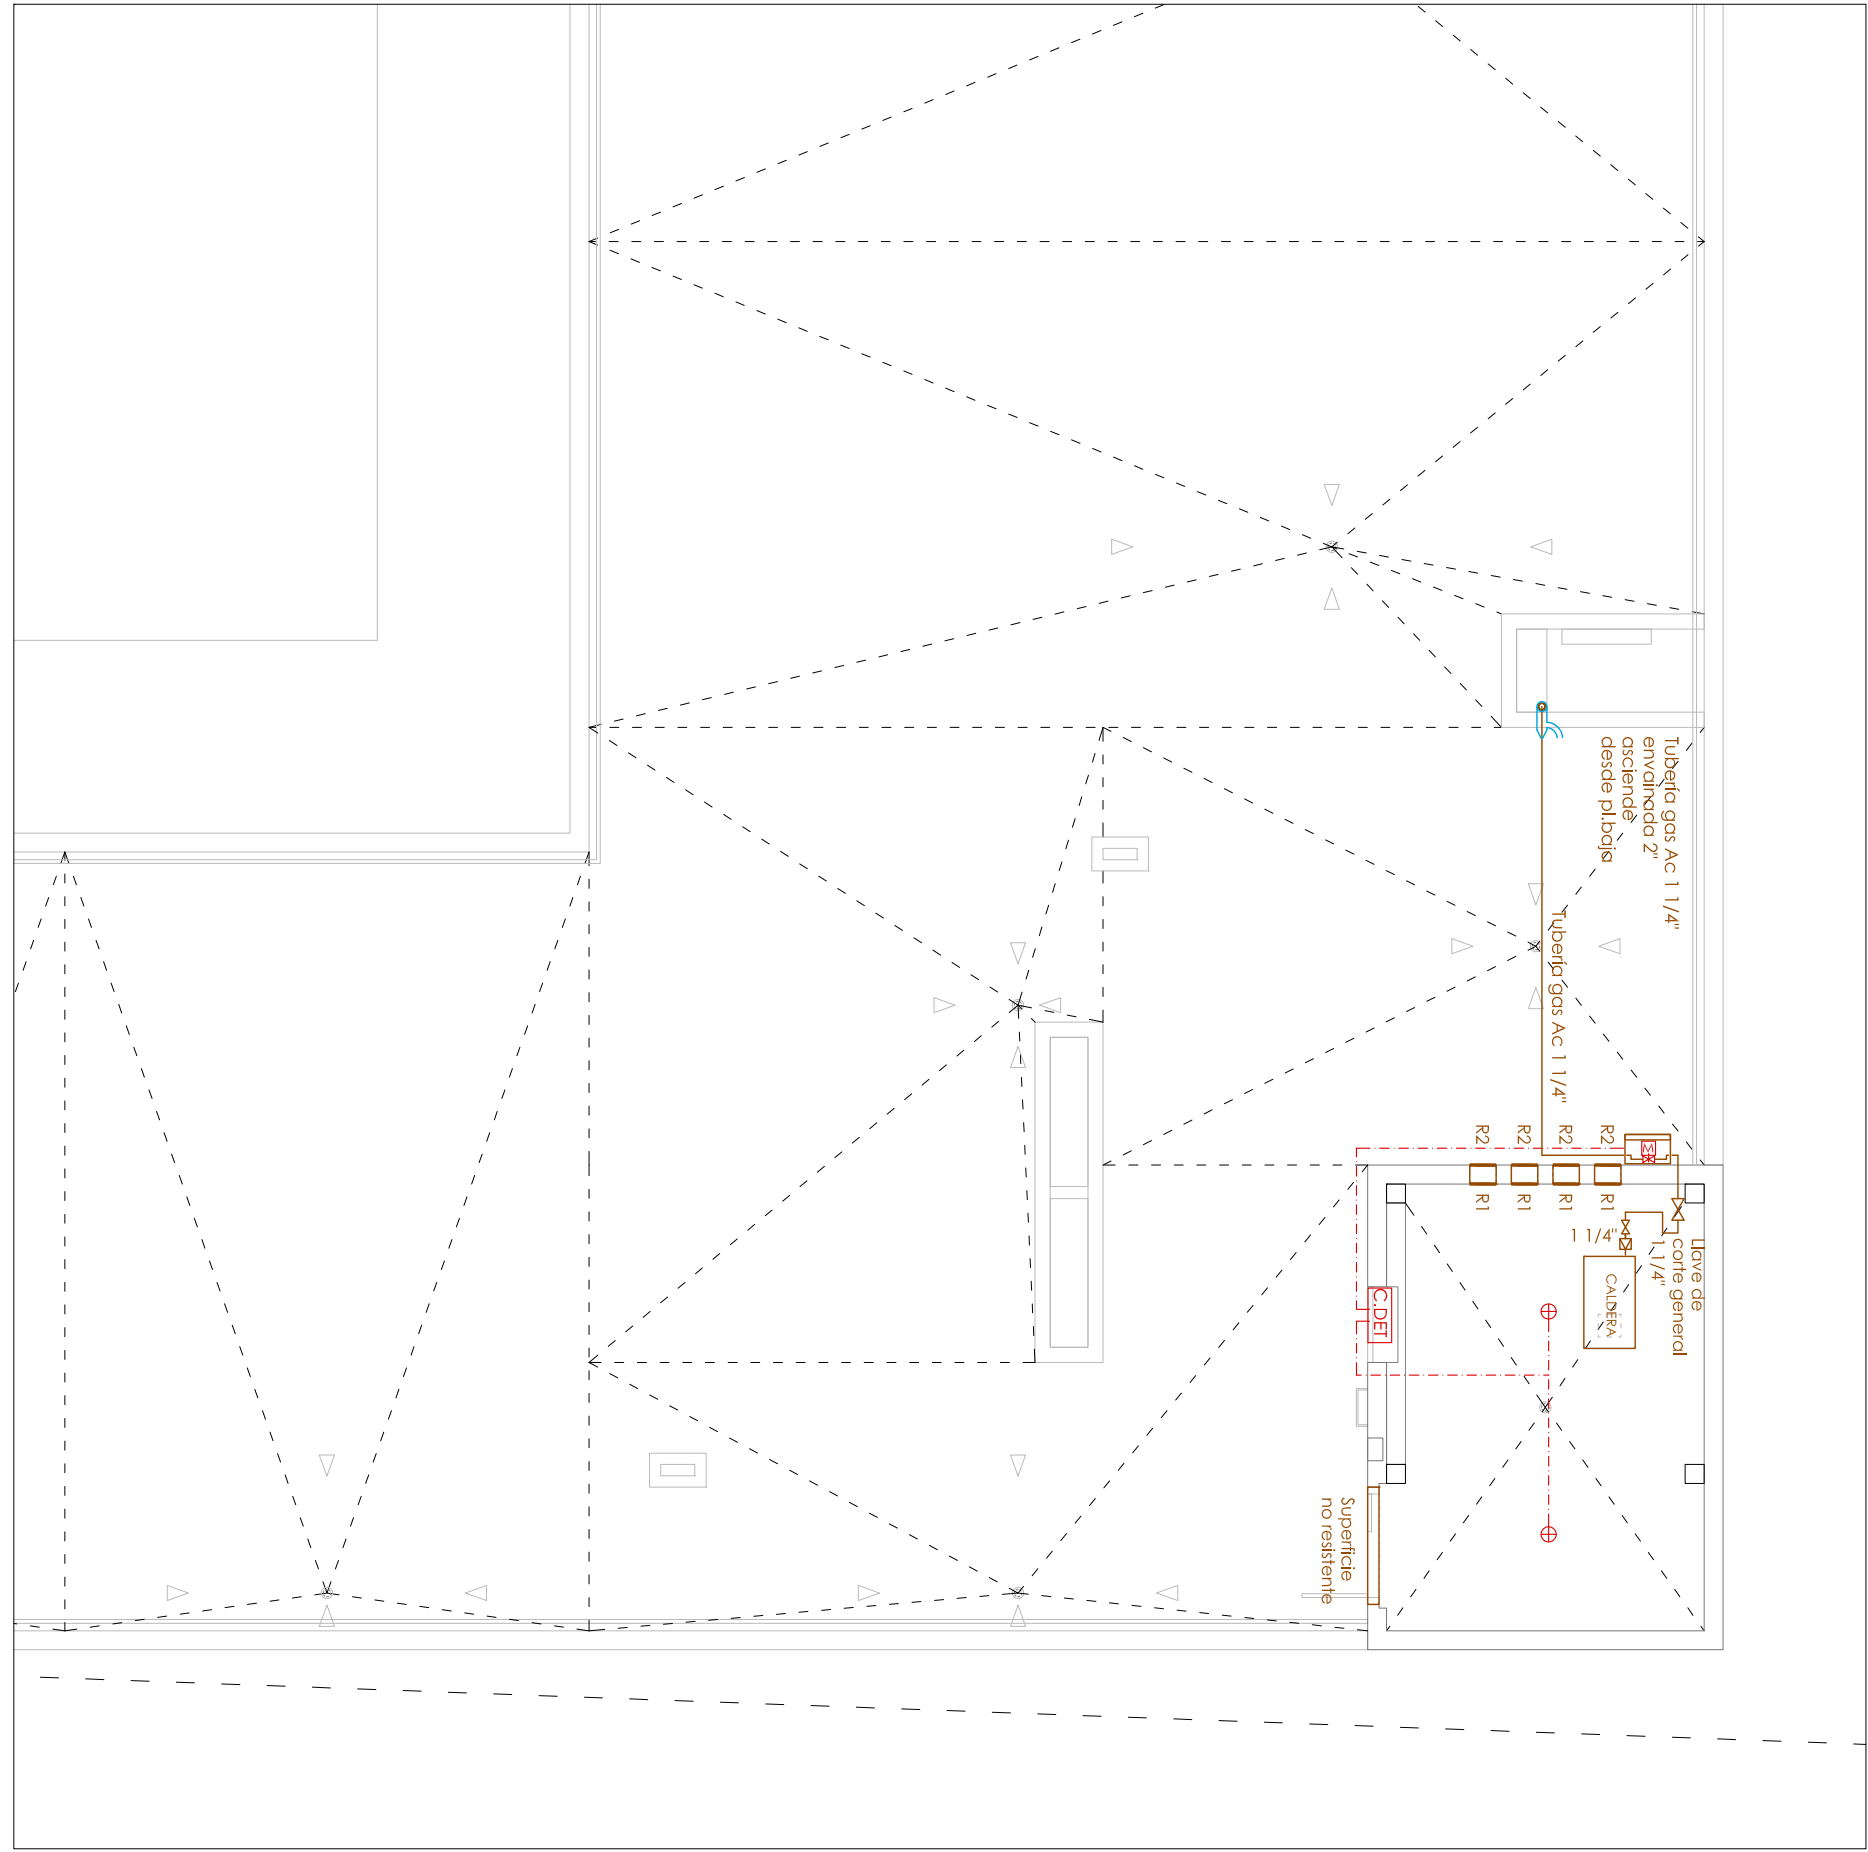 Tubería gas Ac 1 1/4"
envainada 2"
asciende
desde pl.baja
Tubería gas Ac 1 1/4"
R2
R2
R2
R2
M
R1
R1
R1
R1
1 1/4"
Llave de
corte general
1 1/4"
CALDERA
C.DET
Superficie
no resistente